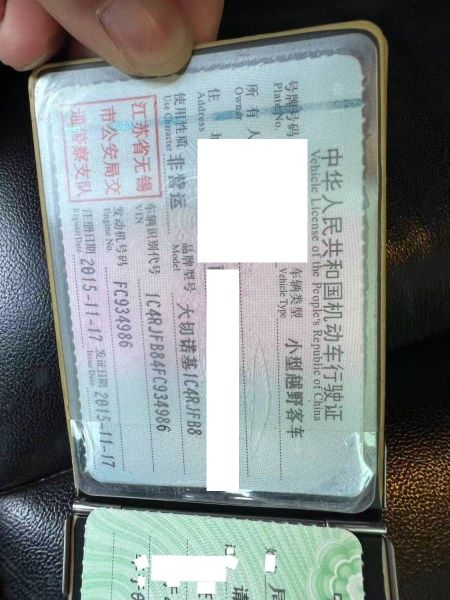 中华人民共和国机动车行驶证
Vehicle License of the People's Republic of China
号牌号码
Plate No.
车辆类型 小型越野客车
Vehicle Type
所有人
Owner
住
Address
使用性质 非营运
Use Character
品牌型号 大切诺基1C4RJFB8
Model
江苏省无锡
市公安局交
通警察支队
车辆识别代号 1C4RJFB84FC934986
VIN
发动机号码 FC934986
Engine No.
注册日期 2015-11-17
Register Date
发证日期 2015-11-17
Issue Date
局
请